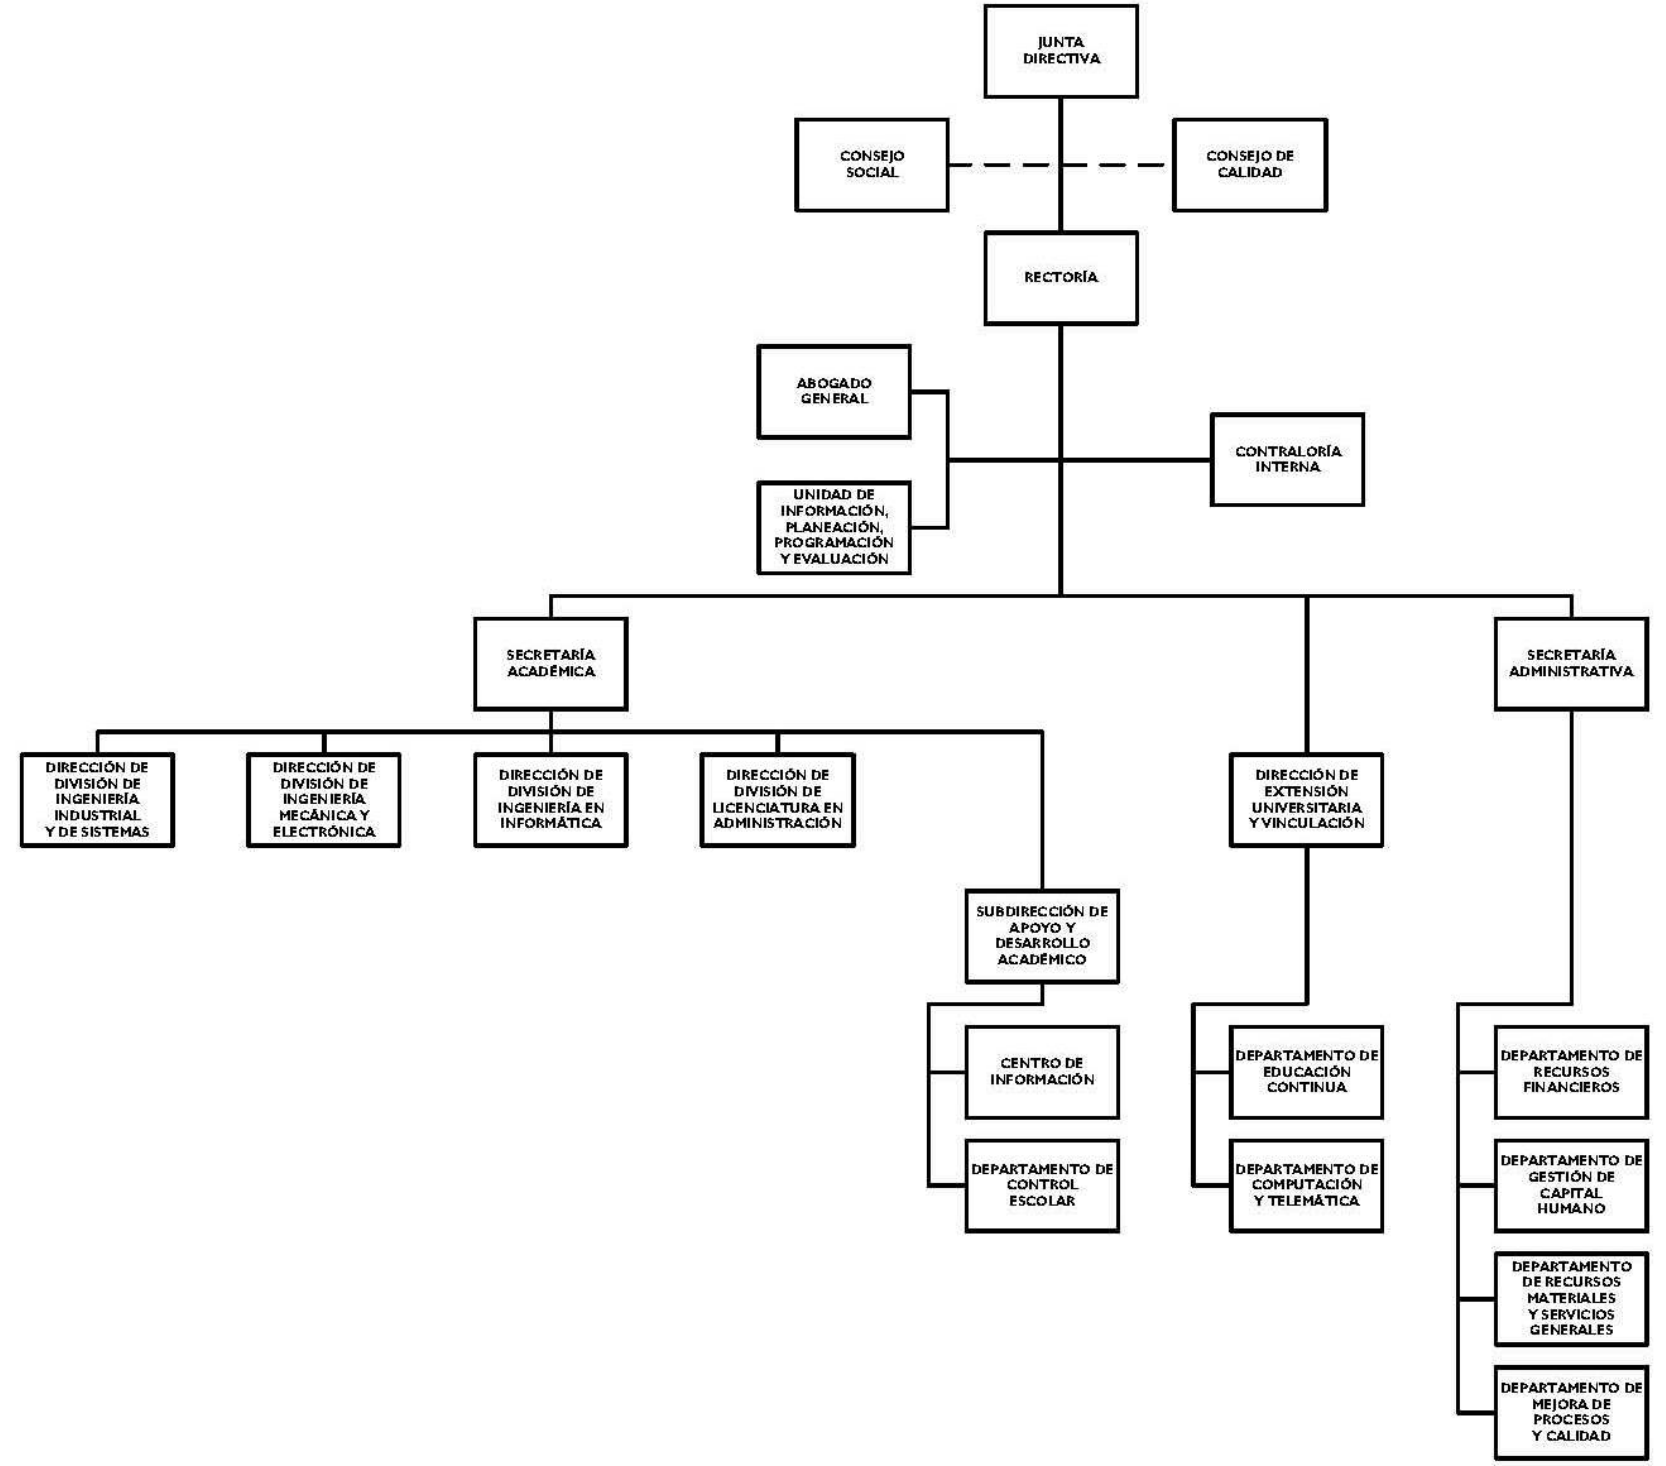 JUNTA
DIRECTIVA
CONSEJO
SOCIAL
CONSEJO DE
CALIDAD
RECTORÍA
ABOGADO
GENERAL
CONTRALORÍA
INTERNA
UNIDAD DE
INFORMACIÓN,
PLANEACIÓN,
PROGRAMACIÓN
Y EVALUACIÓN
SECRETARÍA
ACADÉMICA
SECRETARÍA
ADMINISTRATIVA
DIRECCIÓN DE
DIVISIÓN DE
INGENIERÍA
INDUSTRIAL
Y DE SISTEMAS
DIRECCIÓN DE
DIVISIÓN DE
INGENIERÍA
MECÁNICA Y
ELECTRÓNICA
DIRECCIÓN DE
DIVISIÓN DE
INGENIERÍA EN
INFORMÁTICA
DIRECCIÓN DE
DIVISIÓN DE
LICENCIATURA EN
ADMINISTRACIÓN
DIRECCIÓN DE
EXTENSIÓN
UNIVERSITARIA
Y VINCULACIÓN
SUBDIRECCIÓN DE
APOYO Y
DESARROLLO
ACADÉMICO
CENTRO DE
INFORMACIÓN
DEPARTAMENTO DE
CONTROL
ESCOLAR
DEPARTAMENTO DE
EDUCACIÓN
CONTINUA
DEPARTAMENTO DE
COMPUTACIÓN
Y TELEMÁTICA
DEPARTAMENTO DE
RECURSOS
FINANCIEROS
DEPARTAMENTO DE
GESTIÓN DE
CAPITAL
HUMANO
DEPARTAMENTO
DE RECURSOS
MATERIALES
Y SERVICIOS
GENERALES
DEPARTAMENTO DE
MEJORA DE
PROCESOS
Y CALIDAD